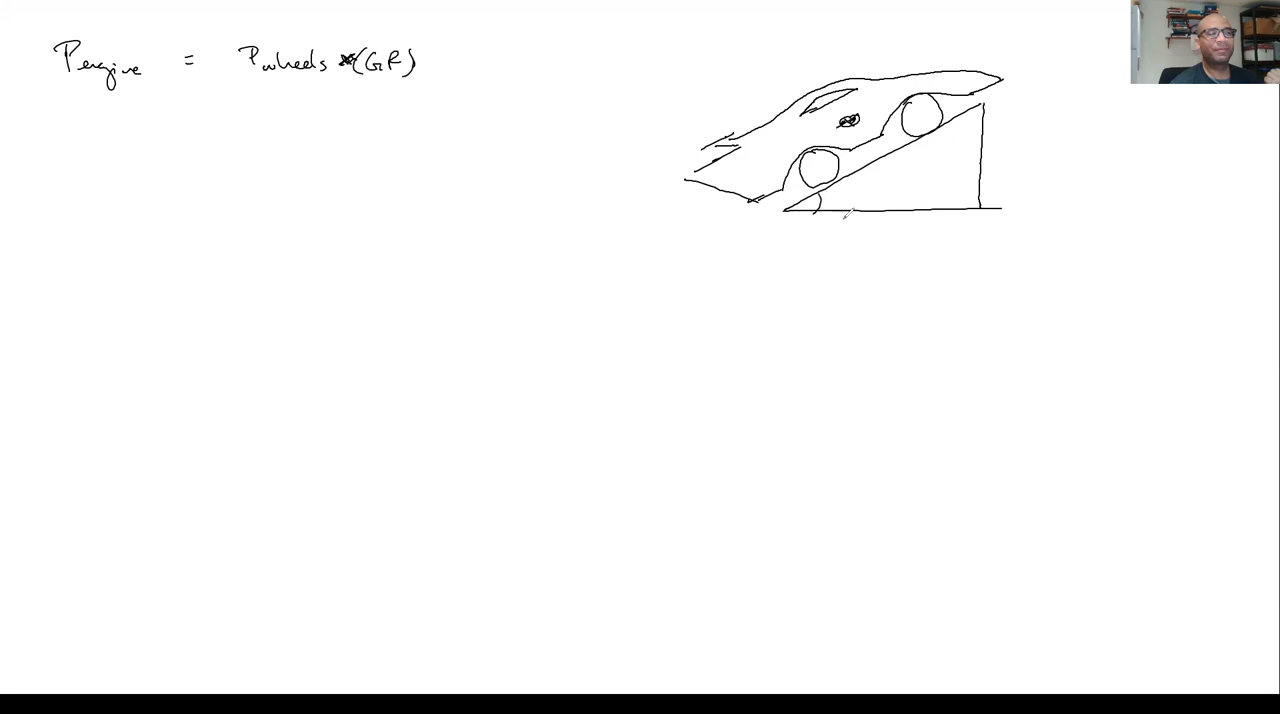 Pengine = Pwheels *(GR)